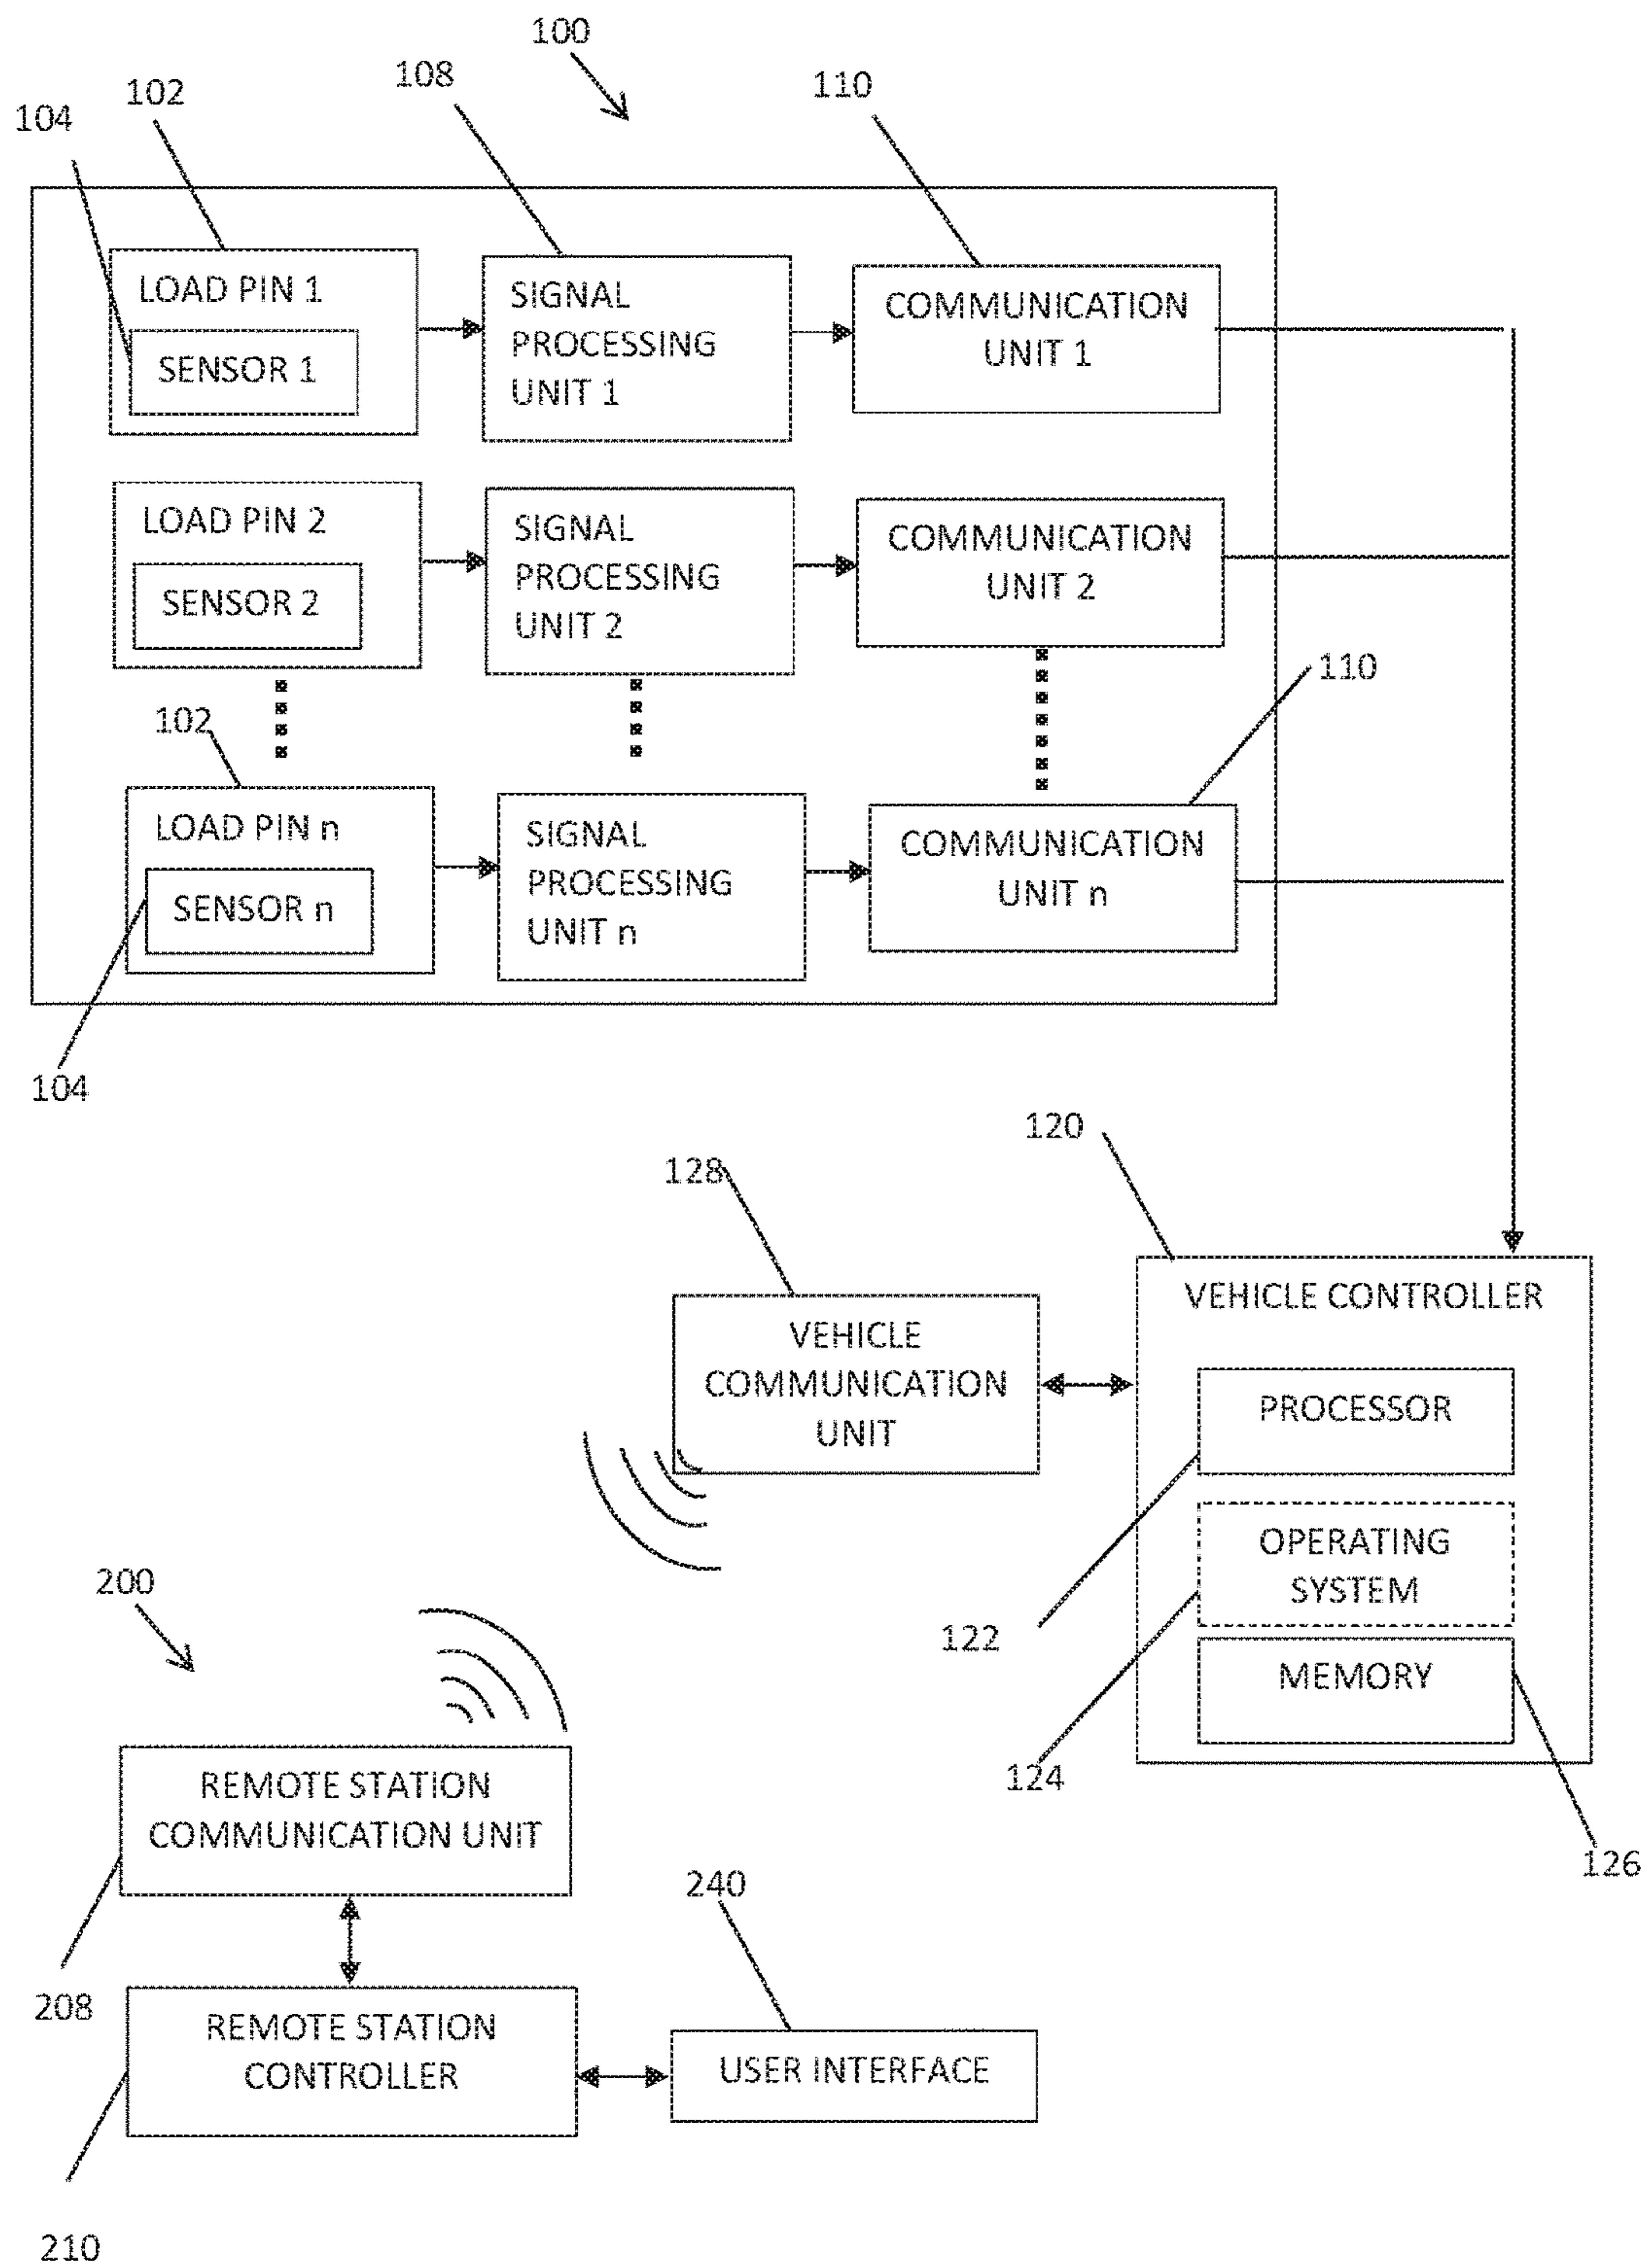 100
108
110
102
104
LOAD PIN 1
SENSOR 1
SIGNAL
PROCESSING
UNIT 1
COMMUNICATION
UNIT 1
LOAD PIN 2
SENSOR 2
SIGNAL
PROCESSING
UNIT 2
COMMUNICATION
UNIT 2
110
102
LOAD PIN n
SENSOR n
SIGNAL
PROCESSING
UNIT n
COMMUNICATION
UNIT n
104
120
128
VEHICLE CONTROLLER
VEHICLE
COMMUNICATION
UNIT
PROCESSOR
OPERATING
SYSTEM
MEMORY
122
124
126
200
REMOTE STATION
COMMUNICATION UNIT
208
240
REMOTE STATION
CONTROLLER
USER INTERFACE
210